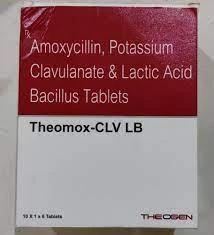 Rx
Amoxycillin, Potassium
Clavulanate & Lactic Acid
Bacillus Tablets
Theomox-CLV LB
10 X 1 x 6 Tablets
THEOGEN